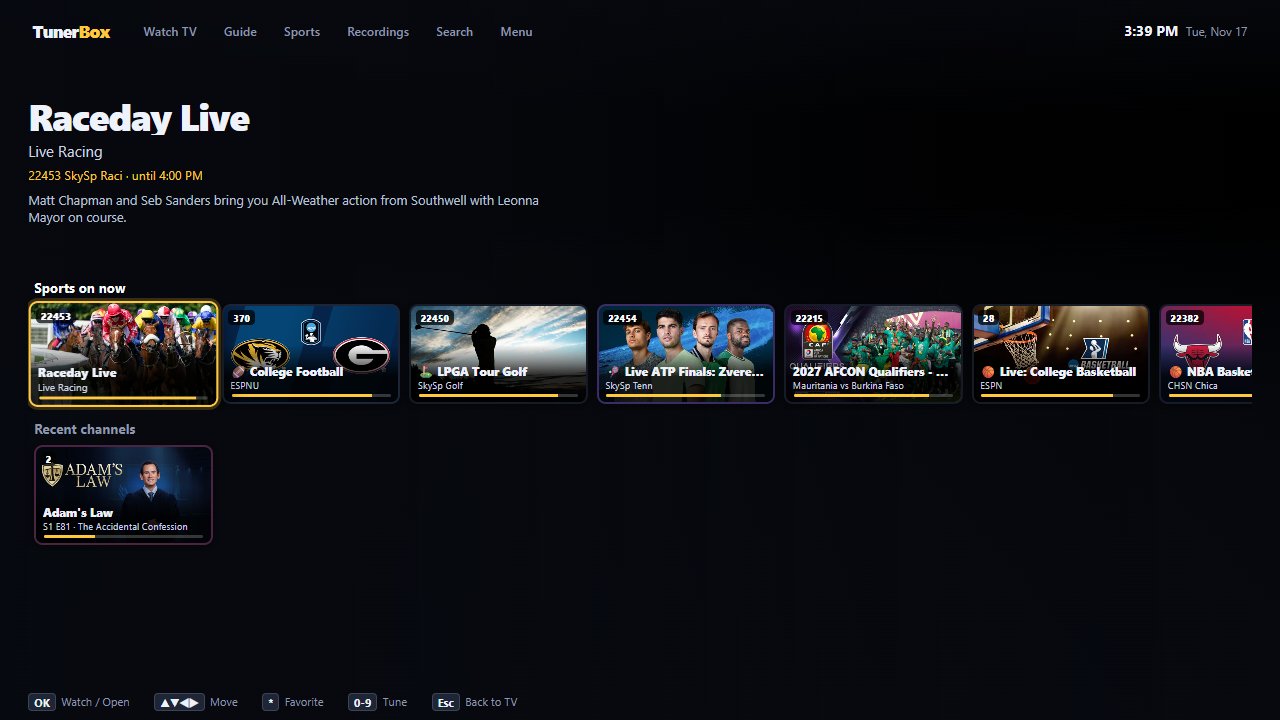 TunerBox Watch TV Guide Sports Recordings Search Menu 3:39 PM Tue, Nov 17
Raceday Live
Live Racing
22453 SkySp Raci · until 4:00 PM
Matt Chapman and Seb Sanders bring you All-Weather action from Southwell with Leonna
Mayor on course.
Sports on now
22453
Raceday Live
Live Racing
370
College Football
ESPNU
22450
LPGA Tour Golf
SkySp Golf
22454
Live ATP Finals: Zvere...
SkySp Tenn
22215
CAF
2027 AFCON Qualifiers - ...
Mauritania vs Burkina Faso
28
BASKETBALL
Live: College Basketball
ESPN
22382
NBA Baske
CHSN Chica
Recent channels
2
ADAM'S
LAW
Adam's Law
S1 E81 · The Accidental Confession
OK Watch / Open ▲▼◀▶ Move * Favorite 0-9 Tune Esc Back to TV